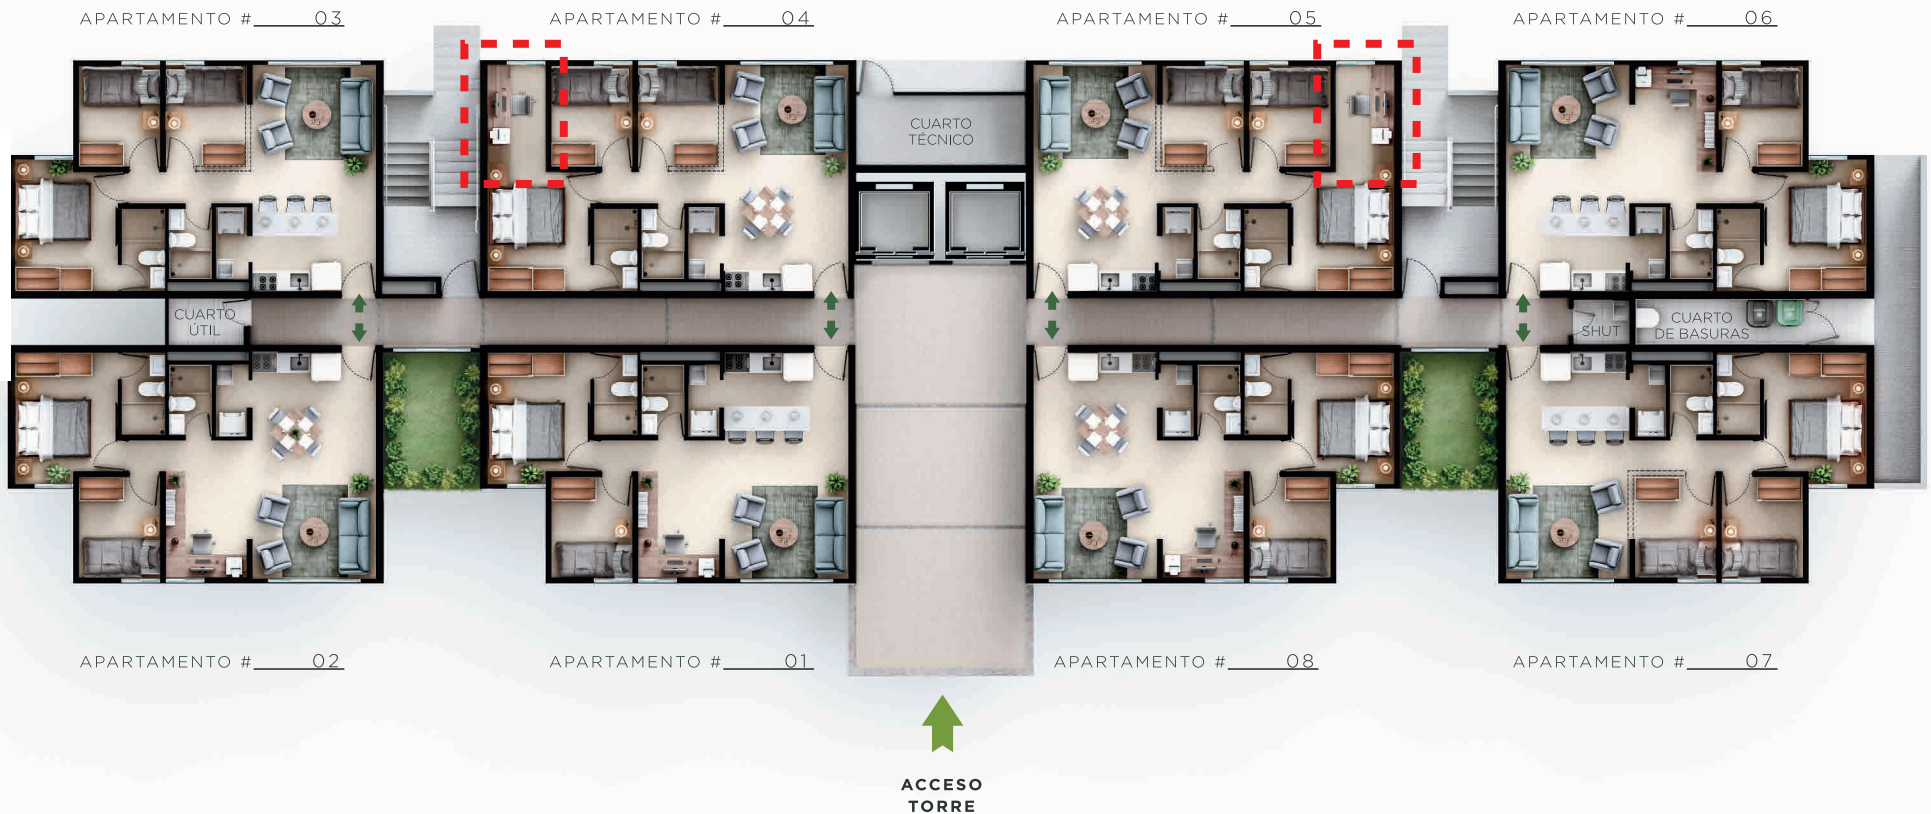 APARTAMENTO # 03
APARTAMENTO # 04
APARTAMENTO # 05
APARTAMENTO # 06
CUARTO
TÉCNICO
CUARTO
ÚTIL
SHUT
CUARTO
DE BASURAS
APARTAMENTO # 02
APARTAMENTO # 01
APARTAMENTO # 08
APARTAMENTO # 07
ACCESO
TORRE